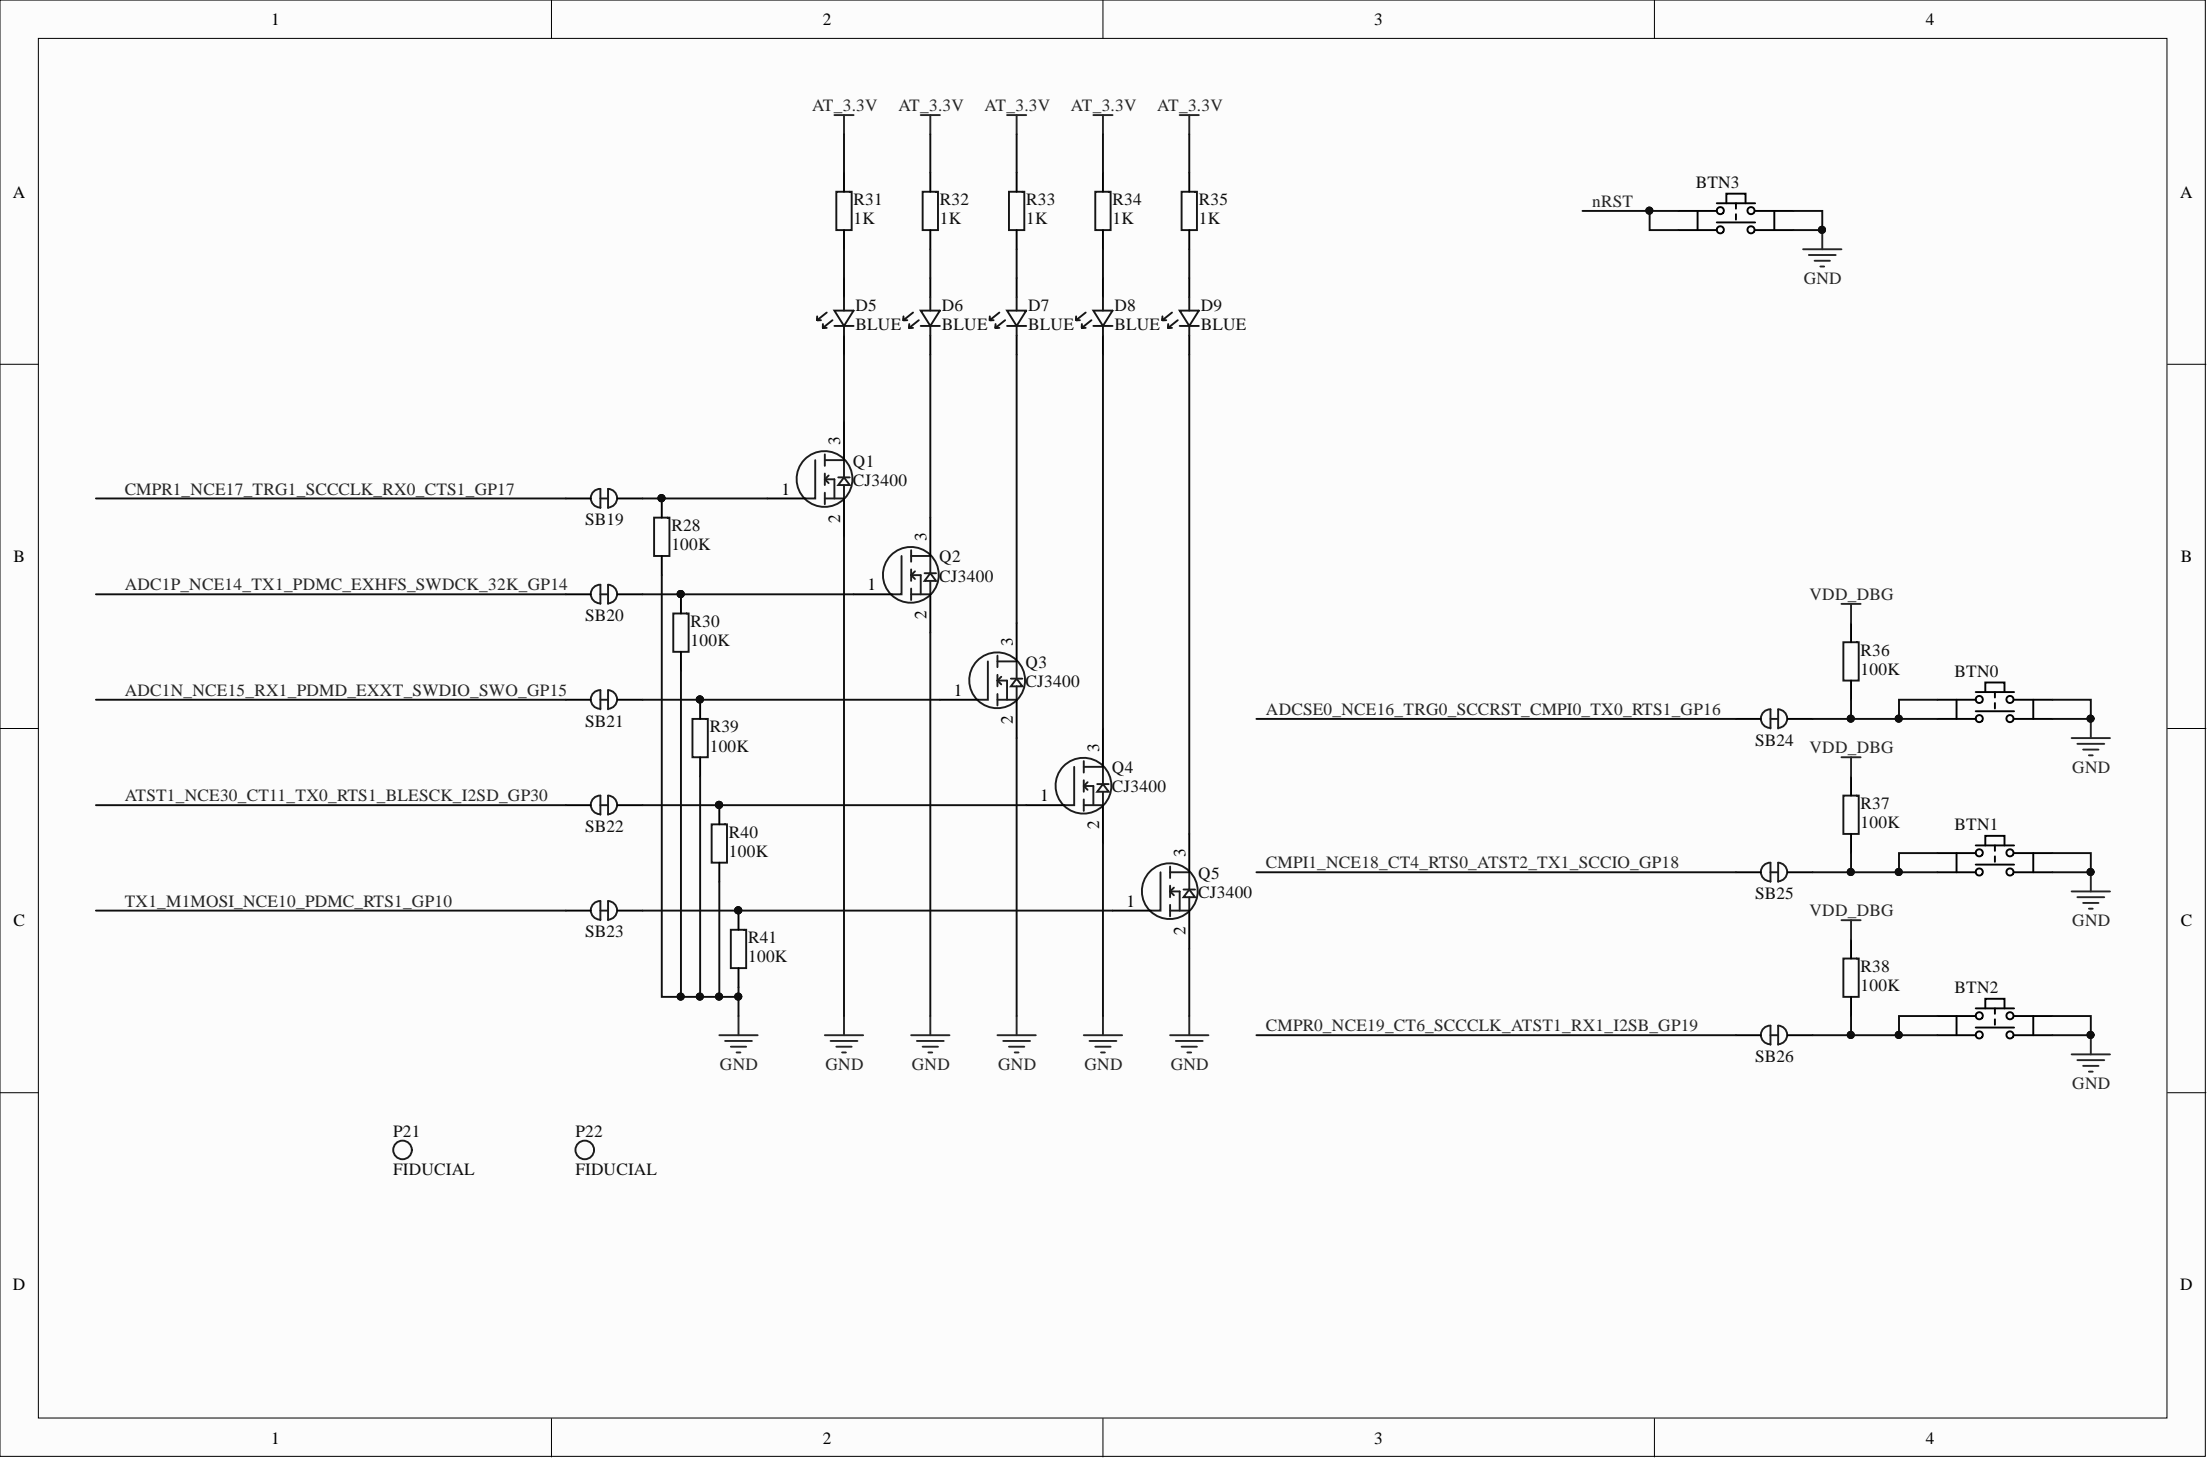 1 2 3 4
AT_3.3V AT_3.3V AT_3.3V AT_3.3V AT_3.3V
A A
BTN3
nRST
R31 R32 R33 R34 R35
1K 1K 1K 1K 1K
GND
D5 D6 D7 D8 D9
BLUE BLUE BLUE BLUE BLUE
3
Q1
CJ3400
CMPR1_NCE17_TRG1_SCCCLK_RX0_CTS1_GP17
1
SB19
2
R28
100K
3
B B
Q2
CJ3400
ADC1P_NCE14_TX1_PDMC_EXHFS_SWDCK_32K_GP14
1
SB20
2
VDD_DBG
R30
100K
3
R36
100K
Q3
CJ3400
BTN0
ADC1N_NCE15_RX1_PDMD_EXXT_SWDIO_SWO_GP15
1
SB21
2
ADCSE0_NCE16_TRG0_SCCRST_CMPI0_TX0_RTS1_GP16
SB24
R39
100K
3
VDD_DBG
GND
Q4
CJ3400
ATST1_NCE30_CT11_TX0_RTS1_BLESCK_I2SD_GP30
1
SB22
2
R37
100K
BTN1
R40
100K
3
CMPI1_NCE18_CT4_RTS0_ATST2_TX1_SCCIO_GP18
SB25
Q5
CJ3400
TX1_M1MOSI_NCE10_PDMC_RTS1_GP10
1
SB23
2
VDD_DBG
GND
C C
R41
100K
R38
100K
BTN2
CMPR0_NCE19_CT6_SCCCLK_ATST1_RX1_I2SB_GP19
SB26
GND GND GND GND GND GND
GND
P21 P22
FIDUCIAL FIDUCIAL
D D
1 2 3 4